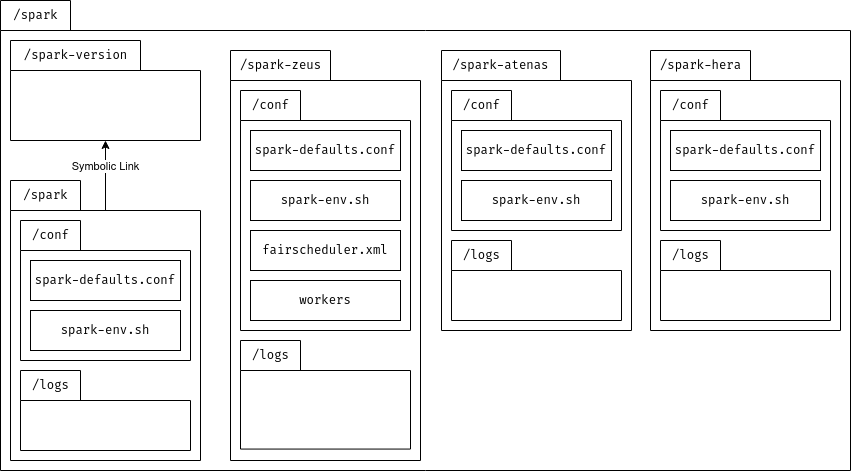 /spark
/spark-version
Symbolic Link
/spark
/conf
spark-defaults.conf
spark-env.sh
/logs
/spark-zeus
/conf
spark-defaults.conf
spark-env.sh
fairscheduler.xml
workers
/logs
/spark-atenas
/conf
spark-defaults.conf
spark-env.sh
/logs
/spark-hera
/conf
spark-defaults.conf
spark-env.sh
/logs